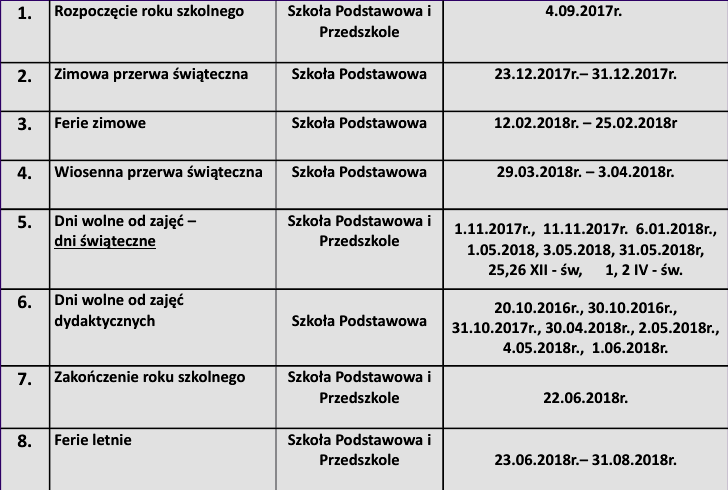 1. Rozpoczęcie roku szkolnego Szkoła Podstawowa i 4.09.2017r.
Przedszkole
2. Zimowa przerwa świąteczna Szkoła Podstawowa 23.12.2017r.– 31.12.2017r.
3. Ferie zimowe Szkoła Podstawowa 12.02.2018r. – 25.02.2018r
4. Wiosenna przerwa świąteczna Szkoła Podstawowa 29.03.2018r. – 3.04.2018r.
5. Dni wolne od zajęć –
dni świąteczne
Szkoła Podstawowa i
Przedszkole
1.11.2017r., 11.11.2017r. 6.01.2018r.,
1.05.2018, 3.05.2018, 31.05.2018r,
25,26 XII - św, 1, 2 IV - św.
6. Dni wolne od zajęć
dydaktycznych
Szkoła Podstawowa
20.10.2016r., 30.10.2016r.,
31.10.2017r., 30.04.2018r., 2.05.2018r.,
4.05.2018r., 1.06.2018r.
7. Zakończenie roku szkolnego Szkoła Podstawowa i
Przedszkole
22.06.2018r.
8. Ferie letnie Szkoła Podstawowa i
Przedszkole
23.06.2018r.– 31.08.2018r.